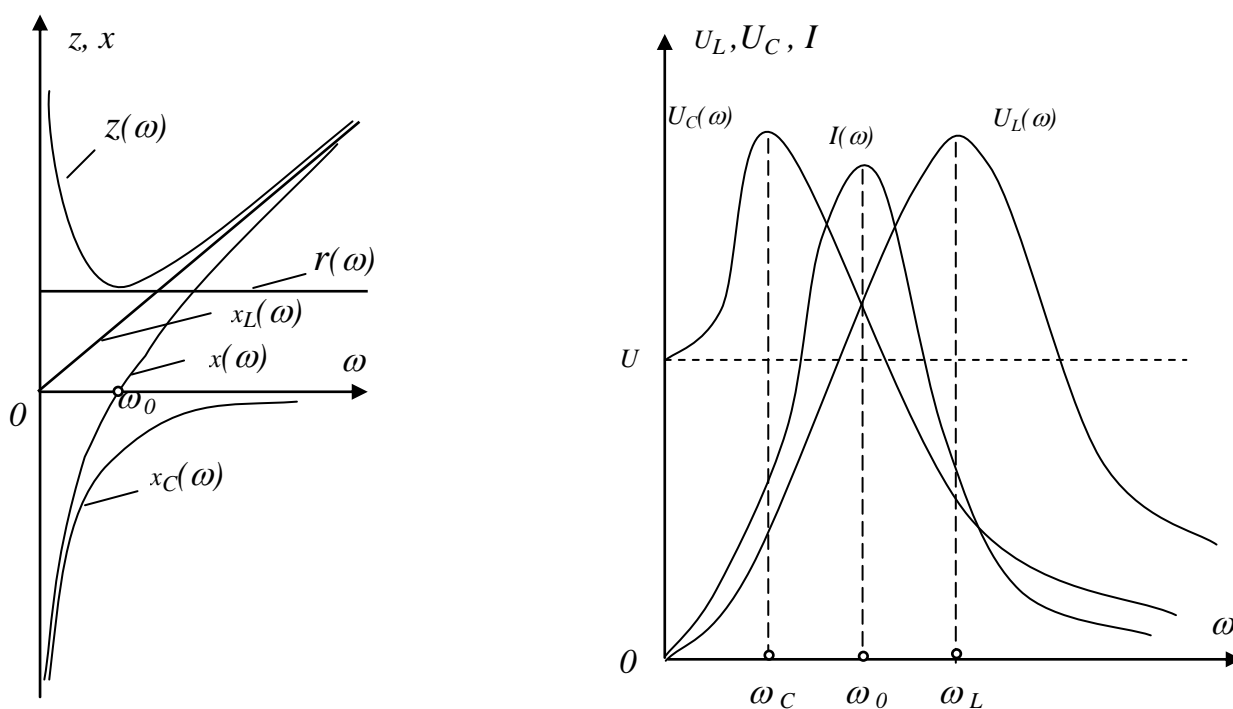 z, x
z(ω)
r(ω)
x_L(ω)
x(ω)
ω
ω_0
0
x_C(ω)
U_L, U_C, I
U_C(ω)
I(ω)
U_L(ω)
U
0
ω
ω_C
ω_0
ω_L